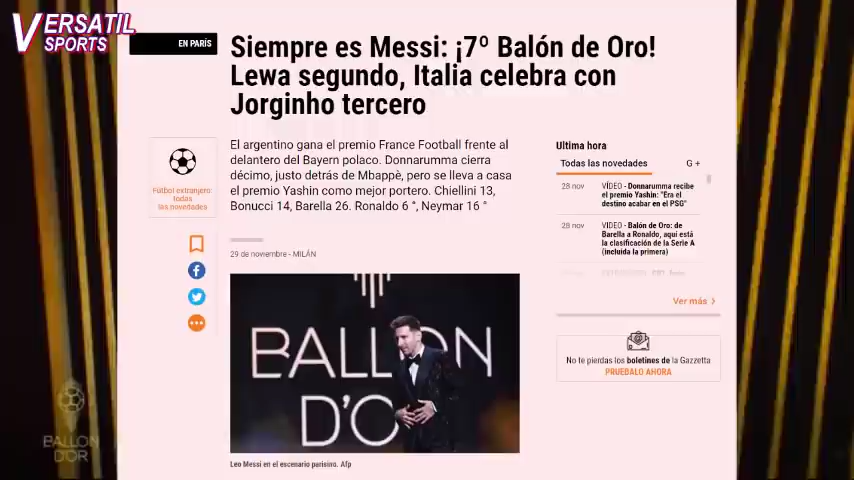 VERSATIL
SPORTS
EN PARÍS
Siempre es Messi: ¡7º Balón de Oro!
Lewa segundo, Italia celebra con
Jorginho tercero
Fútbol extranjero:
todas
las novedades
El argentino gana el premio France Football frente al
delantero del Bayern polaco. Donnarumma cierra
décimo, justo detrás de Mbappè, pero se lleva a casa
el premio Yashin como mejor portero. Chiellini 13,
Bonucci 14, Barella 26. Ronaldo 6 °, Neymar 16 °
29 de noviembre - MILÁN
BALLON
D'O
Leo Messi en el escenario parisino. Afp
Ultima hora
Todas las novedades
G +
28 nov
VÍDEO - Donnarumma recibe
el premio Yashin: "Era el
destino acabar en el PSG"
28 nov
VIDEO - Balón de Oro: de
Barella a Ronaldo, aquí está
la clasificación de la Serie A
(incluida la primera)
Ver más
No te pierdas los boletines de la Gazzetta
PRUEBALO AHORA
BALLON
D'OR